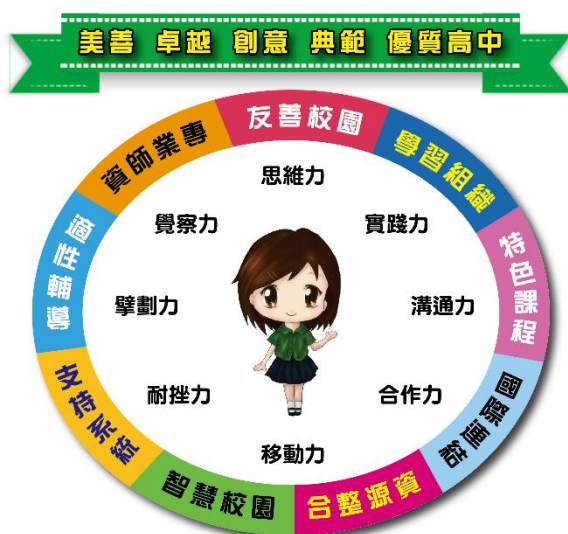 美善 卓越 創意 典範 優質高中
友善校園
學習組織
特色課程
國際連結
合整源資
智慧校園
支持系統
適性輔導
資師業專
思維力
實踐力
溝通力
合作力
移動力
耐挫力
擘劃力
覺察力